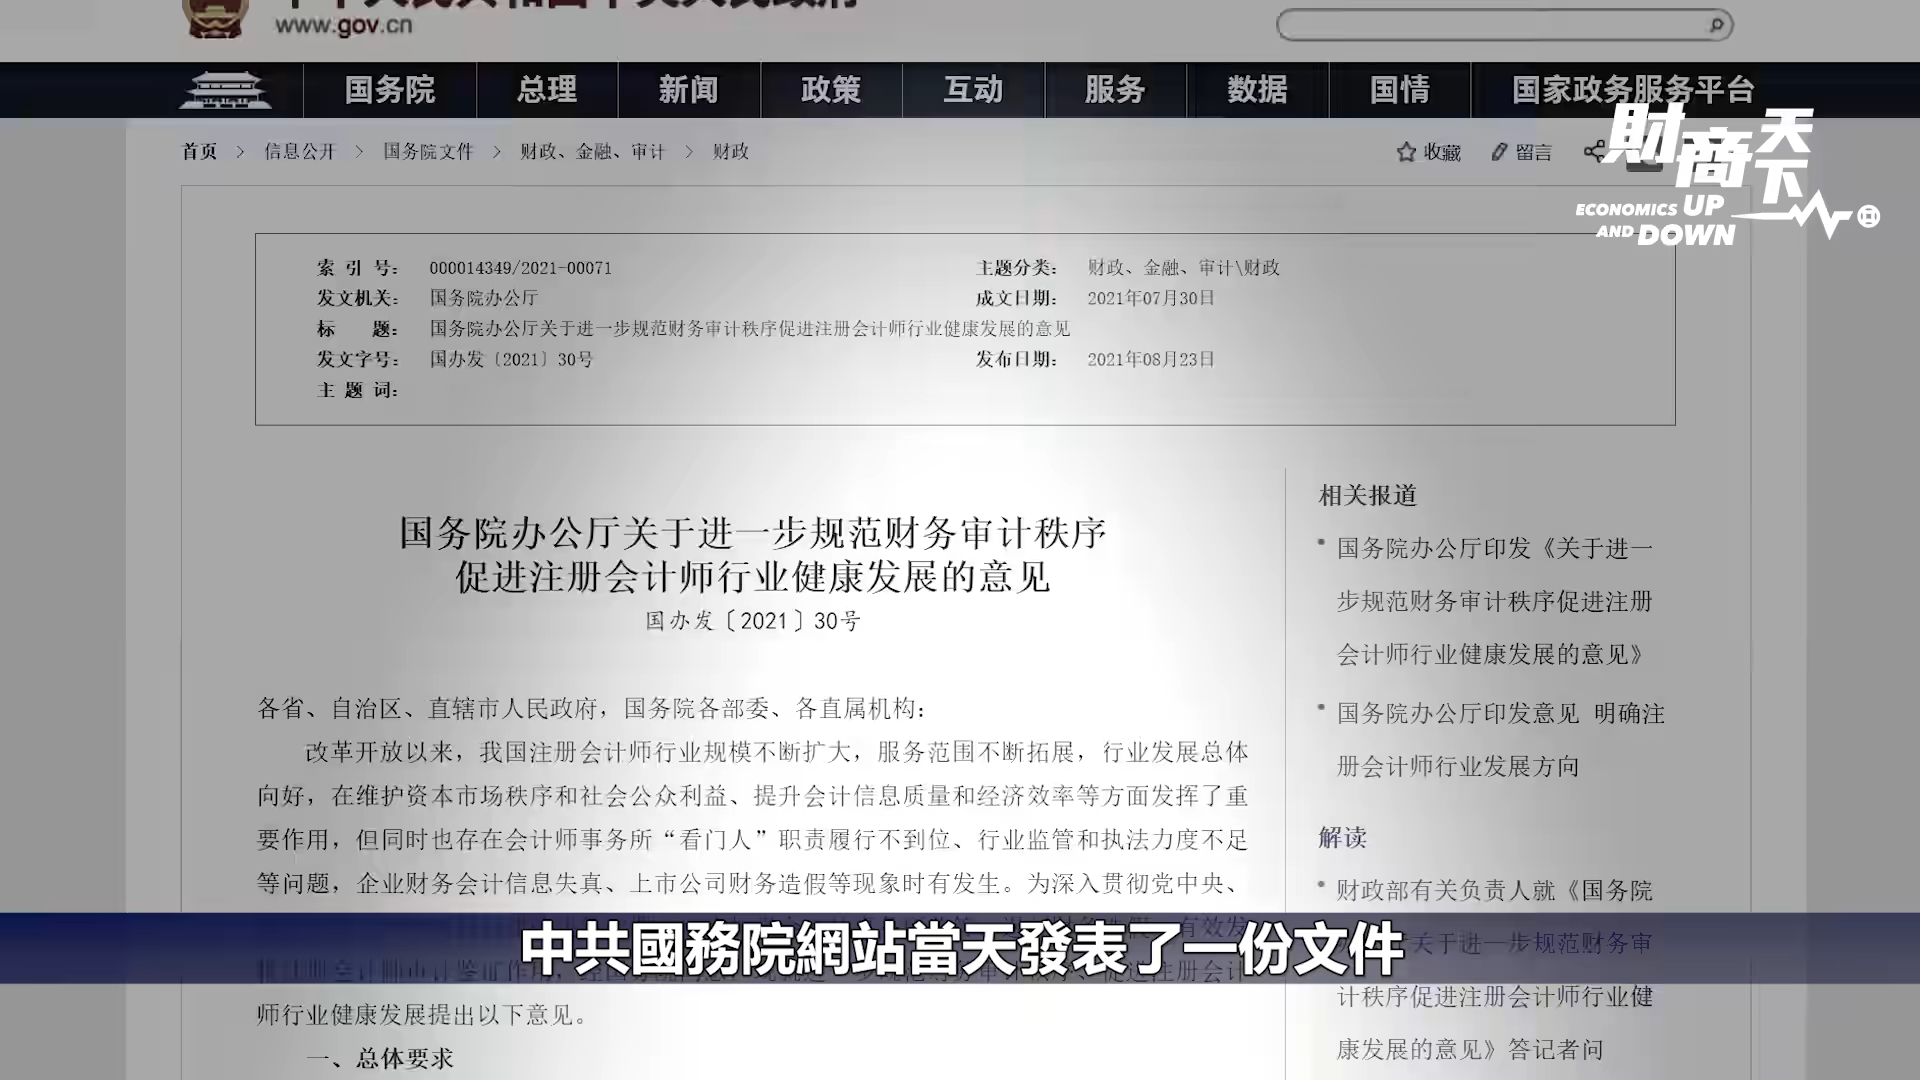 www.gov.cn
国务院 总理 新闻 政策 互动 服务 数据 国情 国家政务服务平台
首页 > 信息公开 > 国务院文件 > 财政、金融、审计 > 财政
收藏 留言
財商天下
ECONOMICS UP
AND DOWN
索 引 号： 000014349/2021-00071 主题分类： 财政、金融、审计\财政
发文机关： 国务院办公厅 成文日期： 2021年07月30日
标 题： 国务院办公厅关于进一步规范财务审计秩序促进注册会计师行业健康发展的意见
发文字号： 国办发〔2021〕30号 发布日期： 2021年08月23日
主 题 词：
国务院办公厅关于进一步规范财务审计秩序
促进注册会计师行业健康发展的意见
国办发〔2021〕30号
各省、自治区、直辖市人民政府，国务院各部委、各直属机构：
改革开放以来，我国注册会计师行业规模不断扩大，服务范围不断拓展，行业发展总体
向好，在维护资本市场秩序和社会公众利益、提升会计信息质量和经济效率等方面发挥了重
要作用，但同时也存在会计师事务所“看门人”职责履行不到位、行业监管和执法力度不足
等问题，企业财务会计信息失真、上市公司财务造假等现象时有发生。为深入贯彻党中央、
师行业健康发展提出以下意见。
一、总体要求
相关报道
国务院办公厅印发《关于进一
步规范财务审计秩序促进注册
会计师行业健康发展的意见》
国务院办公厅印发意见 明确注
册会计师行业发展方向
解读
财政部有关负责人就《国务院
关于进一步规范财务审
计秩序促进注册会计师行业健
康发展的意见》答记者问
中共國務院網站當天發表了一份文件